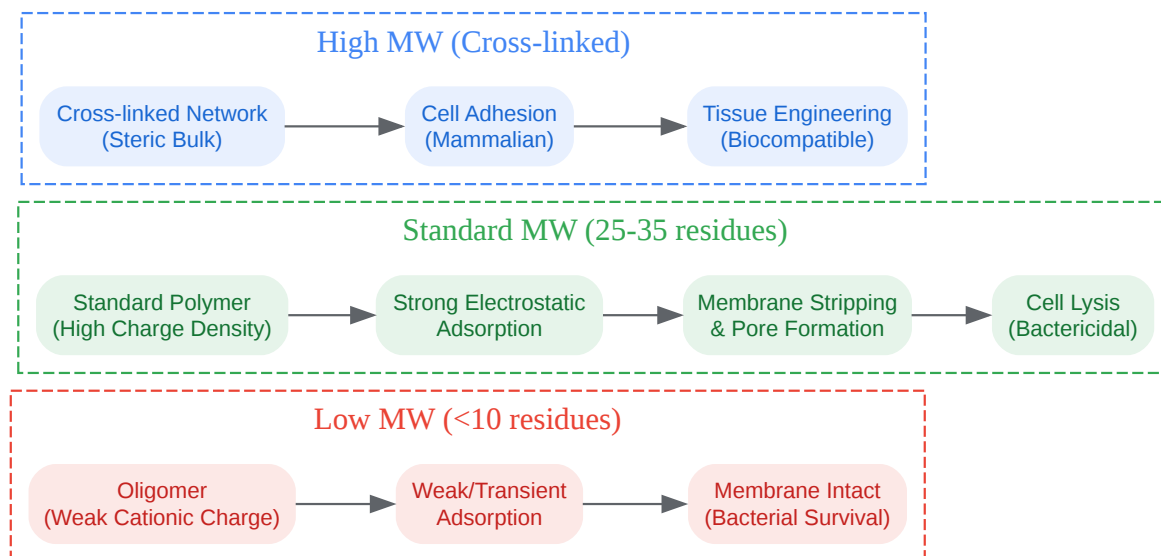 High MW (Cross-linked)
Cross-linked Network
(Steric Bulk)
Cell Adhesion
(Mammalian)
Tissue Engineering
(Biocompatible)
Standard MW (25-35 residues)
Standard Polymer
(High Charge Density)
Strong Electrostatic
Adsorption
Membrane Stripping
& Pore Formation
Cell Lysis
(Bactericidal)
Low MW (<10 residues)
Oligomer
(Weak Cationic Charge)
Weak/Transient
Adsorption
Membrane Intact
(Bacterial Survival)